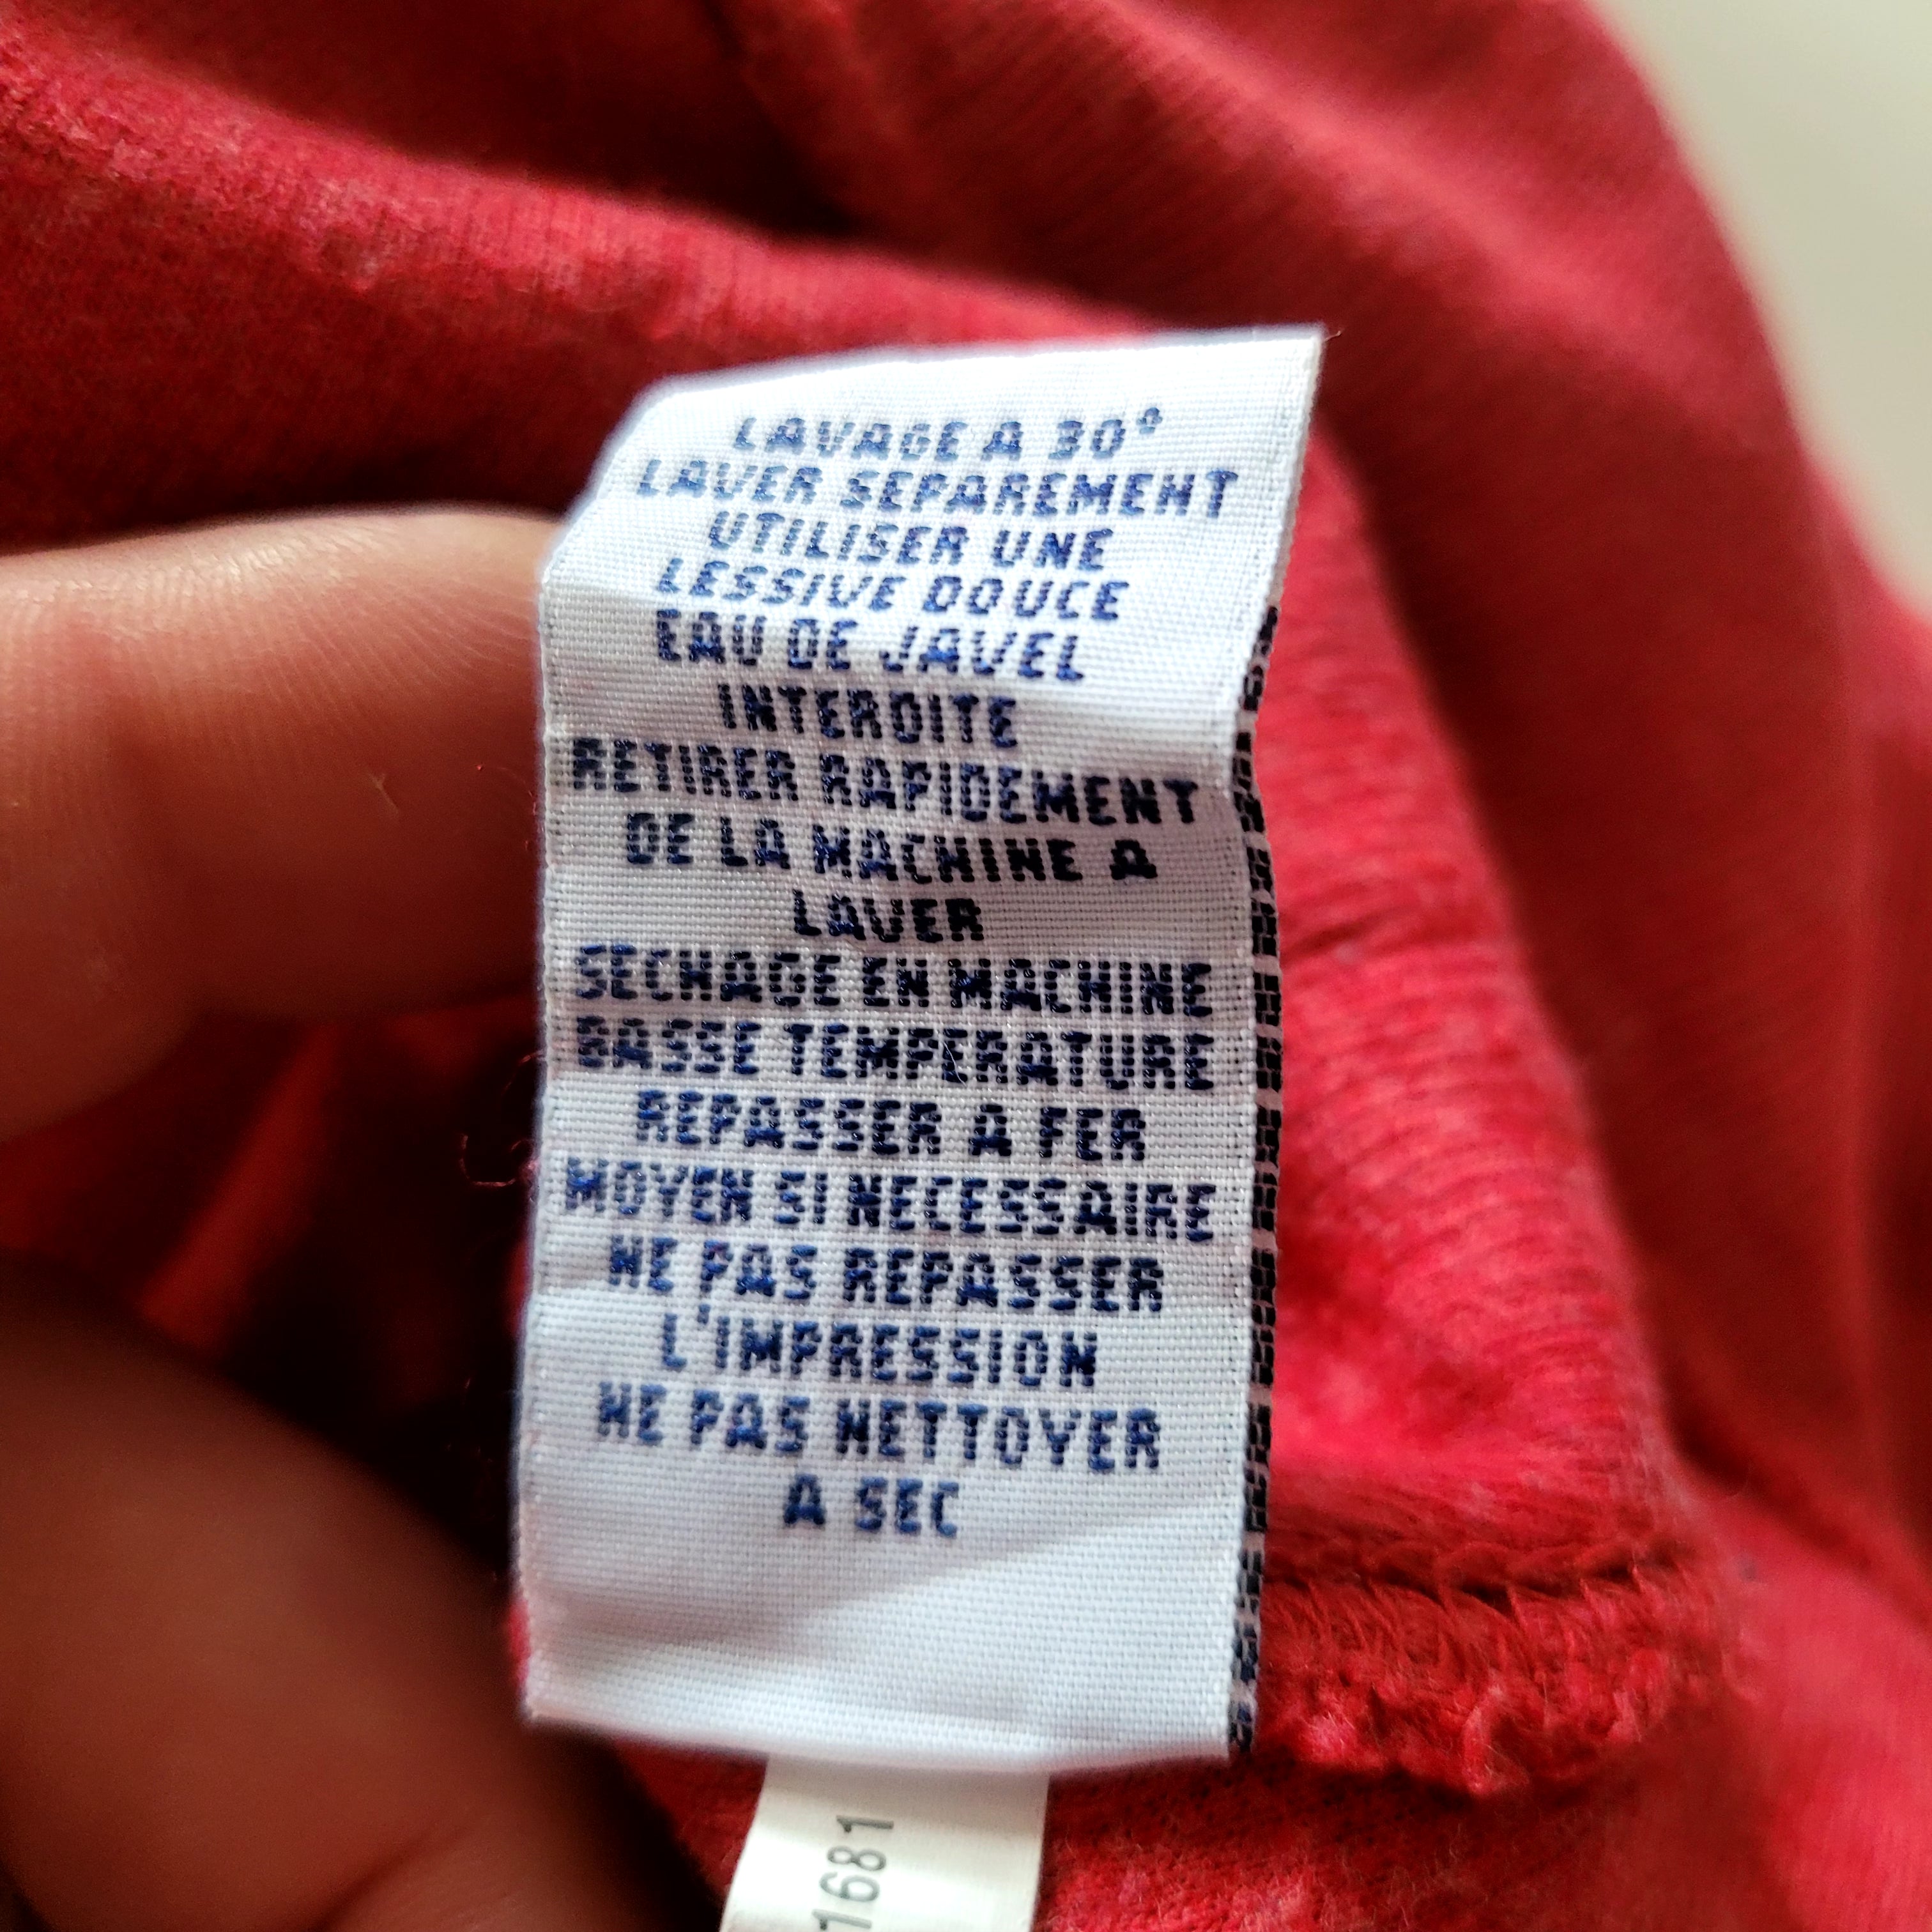 LAVAGE A 30°
LAVER SEPAREMENT
UTILISER UNE
LESSIVE DOUCE
EAU DE JAVEL
INTERDITE
RETIRER RAPIDEMENT
DE LA MACHINE A
LAVER
SECHAGE EN MACHINE
BASSE TEMPERATURE
REPASSER A FER
MOYEN SI NECESSAIRE
NE PAS REPASSER
L'IMPRESSION
NE PAS NETTOYER
A SEC
1681